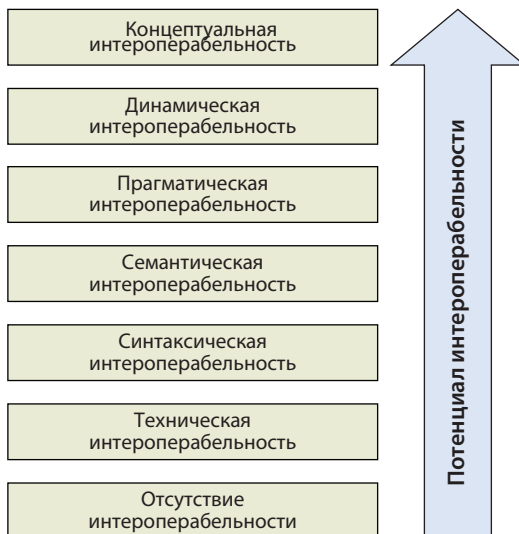 Концептуальная
интероперабельность
Динамическая
интероперабельность
Прагматическая
интероперабельность
Семантическая
интероперабельность
Синтаксическая
интероперабельность
Техническая
интероперабельность
Отсутствие
интероперабельности
Потенциал интероперабельности